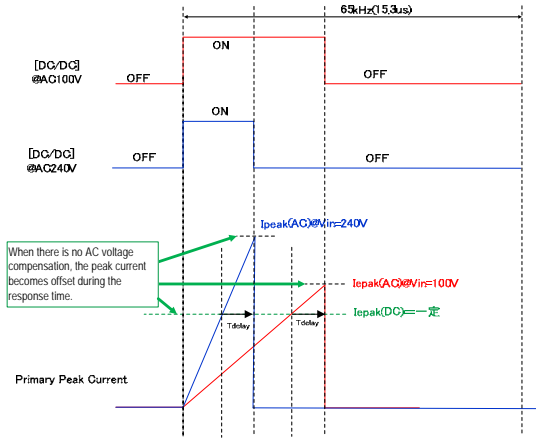 65kHz(15.3us)
ON
[DC/DC]
@AC100V
OFF
OFF
ON
[DC/DC]
@AC240V
OFF
OFF
Ipeak(AC)@Vin=240V
When there is no AC voltage
compensation, the peak current
becomes offset during the
response time.
Iepak(AC)@Vin=100V
Iepak(DC)=一定
Tdelay
Tdelay
Primary Peak Current